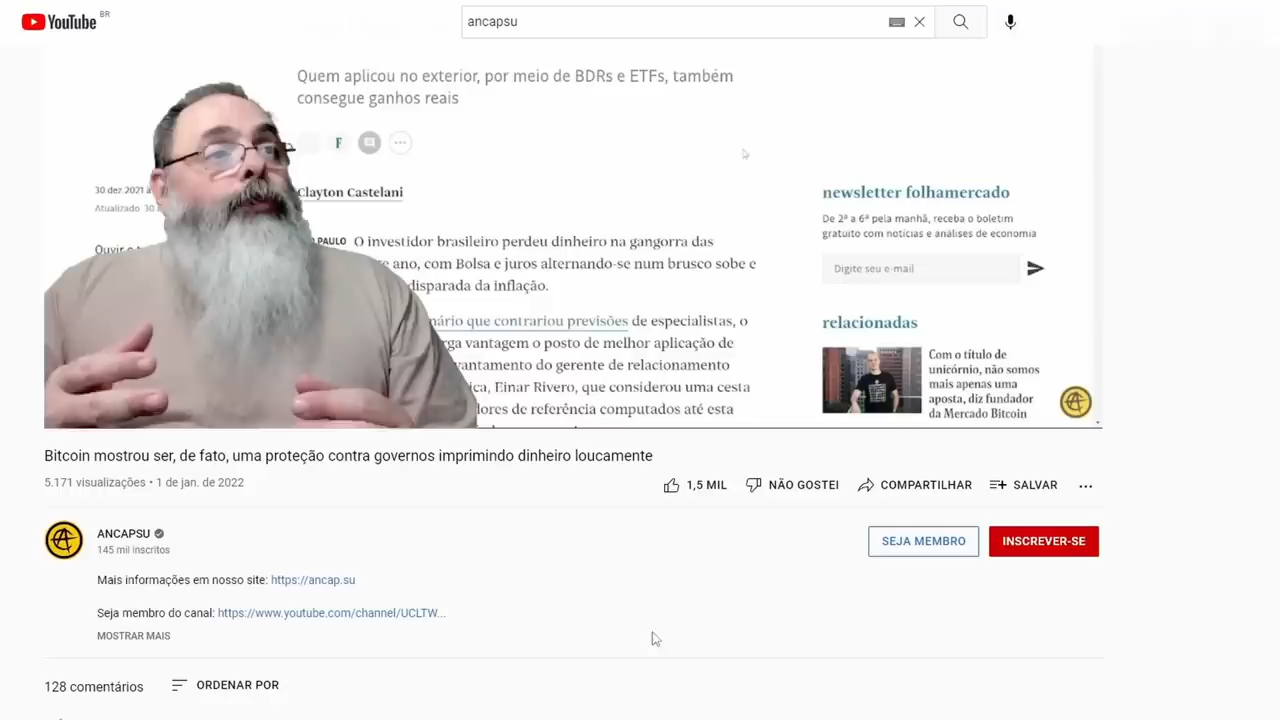 YouTube BR
ancapsu
Quem aplicou no exterior, por meio de BDRs e ETFs, também
consegue ganhos reais
F
30 dez 2021
Atualizado 30
Clayton Castelani
newsletter folhamercado
De 2ª a 6ª pela manhã, receba o boletim
gratuito com notícias e análises de economia
Digite seu e-mail
O investidor brasileiro perdeu dinheiro na gangorra das
ano, com Bolsa e juros alternando-se num brusco sobe e
disparada da inflação.
que contrariou previsões de especialistas, o
vantagem o posto de melhor aplicação de
do gerente de relacionamento
Einar Rivero, que considerou uma cesta
de referência computados até esta
relacionadas
Com o título de
unicórnio, não somos
mais apenas uma
aposta, diz fundador
da Mercado Bitcoin
Bitcoin mostrou ser, de fato, uma proteção contra governos imprimindo dinheiro loucamente
5.171 visualizações • 1 de jan. de 2022
1,5 MIL
NÃO GOSTEI
COMPARTILHAR
SALVAR
ANCAPSU
145 mil inscritos
SEJA MEMBRO
INSCREVER-SE
Mais informações em nosso site: https://ancap.su
Seja membro do canal: https://www.youtube.com/channel/UCLTW...
MOSTRAR MAIS
128 comentários
ORDENAR POR